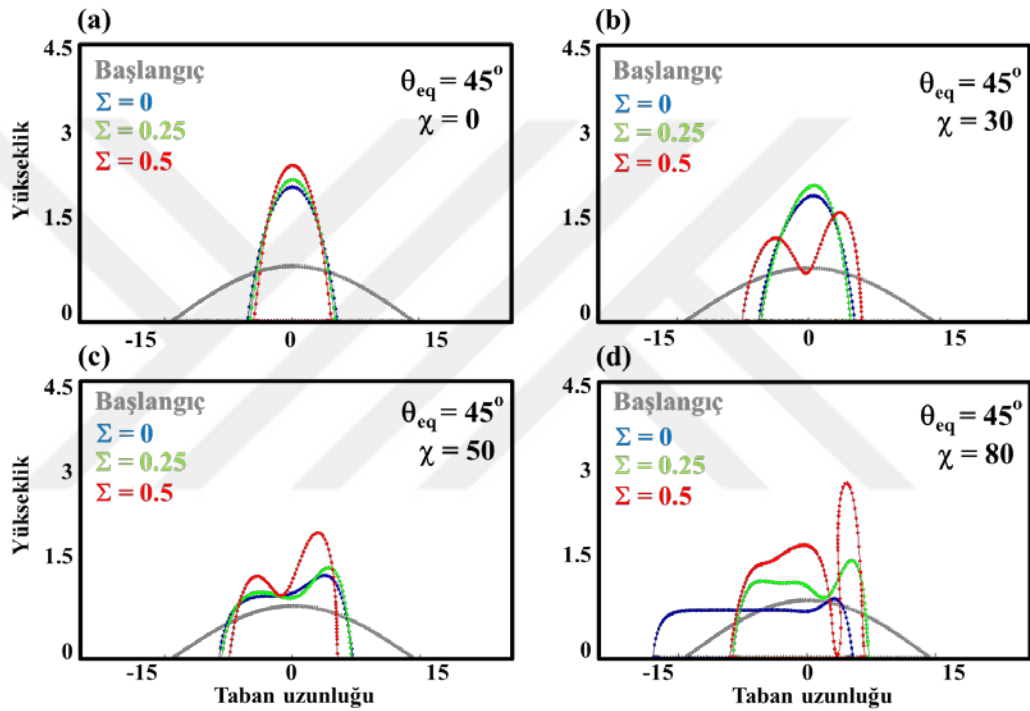 (a)
4.5
3
1.5
0
Yükseklik
Başlangıç
Σ = 0
Σ = 0.25
Σ = 0.5
θeq = 45°
χ = 0
-15
0
15
(b)
4.5
3
1.5
0
Başlangıç
Σ = 0
Σ = 0.25
Σ = 0.5
θeq = 45°
χ = 30
-15
0
15
(c)
4.5
3
1.5
0
Yükseklik
Başlangıç
Σ = 0
Σ = 0.25
Σ = 0.5
θeq = 45°
χ = 50
-15
0
15
Taban uzunluğu
(d)
4.5
3
1.5
0
Başlangıç
Σ = 0
Σ = 0.25
Σ = 0.5
θeq = 45°
χ = 80
-15
0
15
Taban uzunluğu